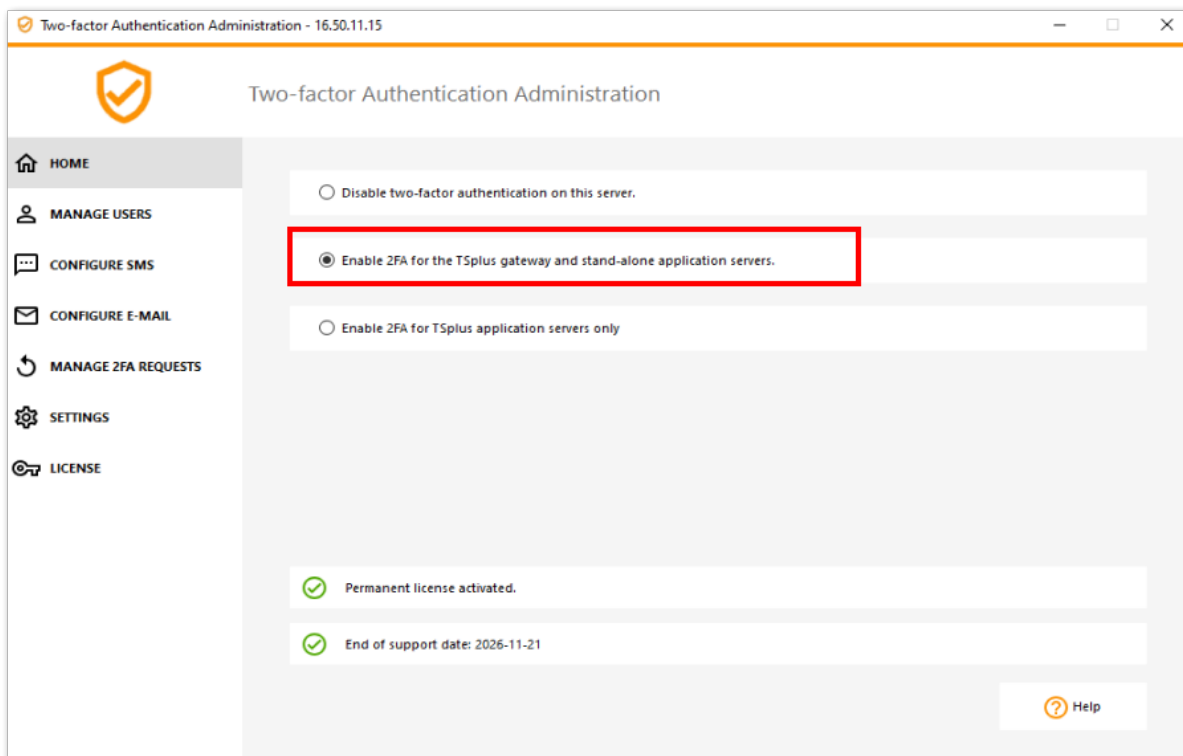 Two-factor Authentication Administration - 16.50.11.15
Two-factor Authentication Administration
HOME
MANAGE USERS
CONFIGURE SMS
CONFIGURE E-MAIL
MANAGE 2FA REQUESTS
SETTINGS
LICENSE
Disable two-factor authentication on this server.
Enable 2FA for the TSplus gateway and stand-alone application servers.
Enable 2FA for TSplus application servers only
Permanent license activated.
End of support date: 2026-11-21
Help